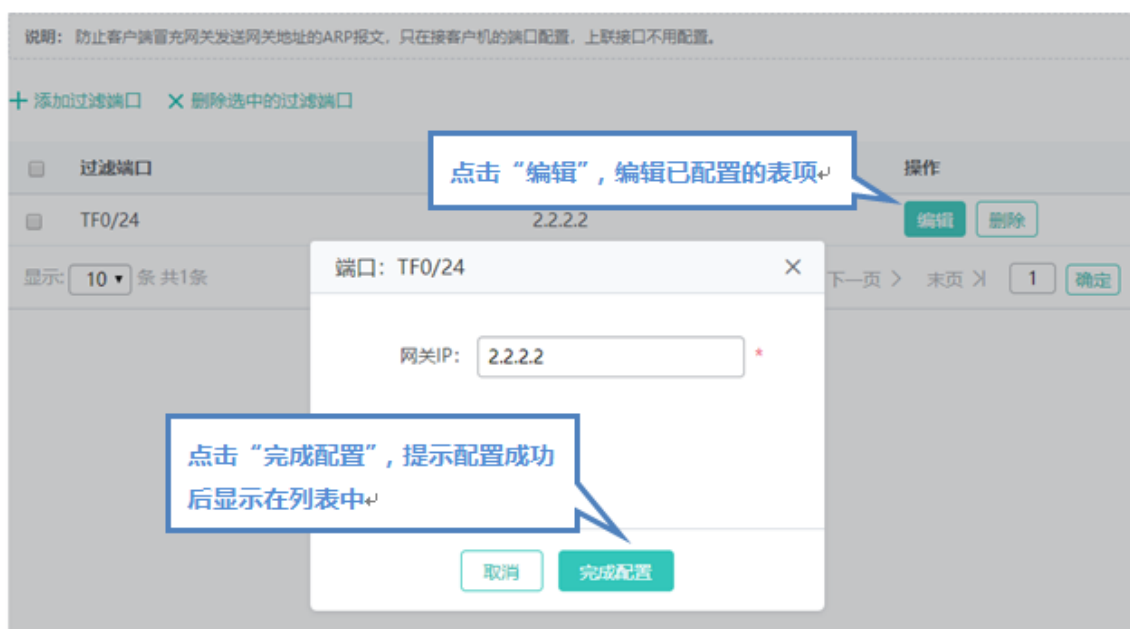 说明：防止客户端冒充网关发送网关地址的ARP报文，只在接客户机的端口配置，上联接口不用配置。
+ 添加过滤端口 × 删除选中的过滤端口
过滤端口 点击“编辑”，编辑已配置的表项↵ 操作
TF0/24 2.2.2.2 编辑 删除
显示: 10 ▾ 条 共1条 下一页 > 末页 1 确定
端口：TF0/24 ×
网关IP： 2.2.2.2 *
点击“完成配置”，提示配置成功
后显示在列表中↵
取消 完成配置